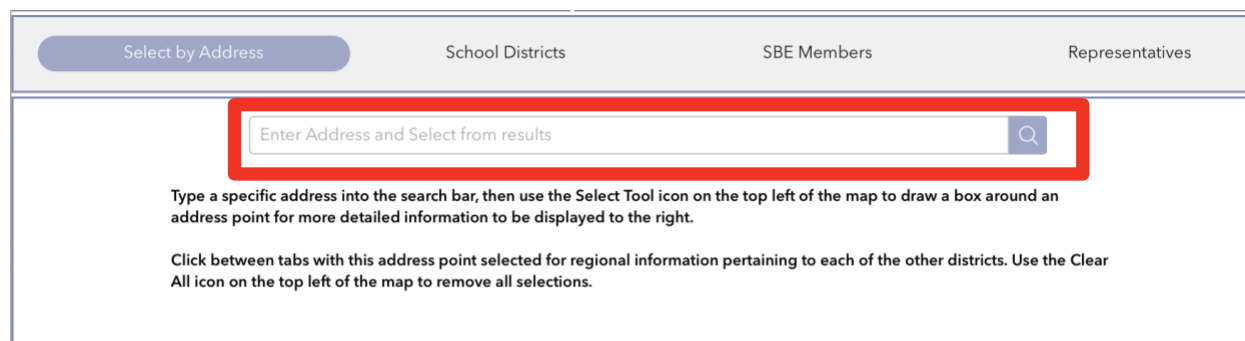 Select by Address School Districts SBE Members Representatives
Enter Address and Select from results
Type a specific address into the search bar, then use the Select Tool icon on the top left of the map to draw a box around an
address point for more detailed information to be displayed to the right.
Click between tabs with this address point selected for regional information pertaining to each of the other districts. Use the Clear
All icon on the top left of the map to remove all selections.